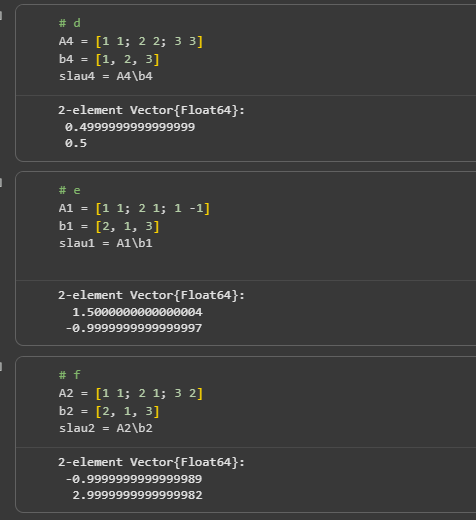 # d
A4 = [1 1; 2 2; 3 3]
b4 = [1, 2, 3]
slau4 = A4\b4
2-element Vector{Float64}:
 0.4999999999999999
 0.5
# e
A1 = [1 1; 2 1; 1 -1]
b1 = [2, 1, 3]
slau1 = A1\b1
2-element Vector{Float64}:
  1.5000000000000004
 -0.9999999999999997
# f
A2 = [1 1; 2 1; 3 2]
b2 = [2, 1, 3]
slau2 = A2\b2
2-element Vector{Float64}:
 -0.9999999999999989
  2.9999999999999982